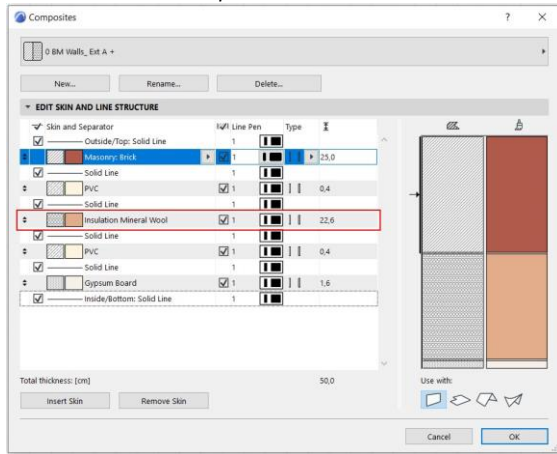 Composites ? ×
0 BM Walls_ Ext A +
New... Rename... Delete...
EDIT SKIN AND LINE STRUCTURE
Skin and Separator Line Pen Type
Outside/Top: Solid Line 1
Masonry: Brick 1 25,0
Solid Line 1
PVC 1 0,4
Solid Line 1
Insulation Mineral Wool 1 22,6
Solid Line 1
PVC 1 0,4
Solid Line 1
Gypsum Board 1 1,6
Inside/Bottom: Solid Line 1
Total thickness: [cm] 50,0 Use with:
Insert Skin Remove Skin
Cancel OK